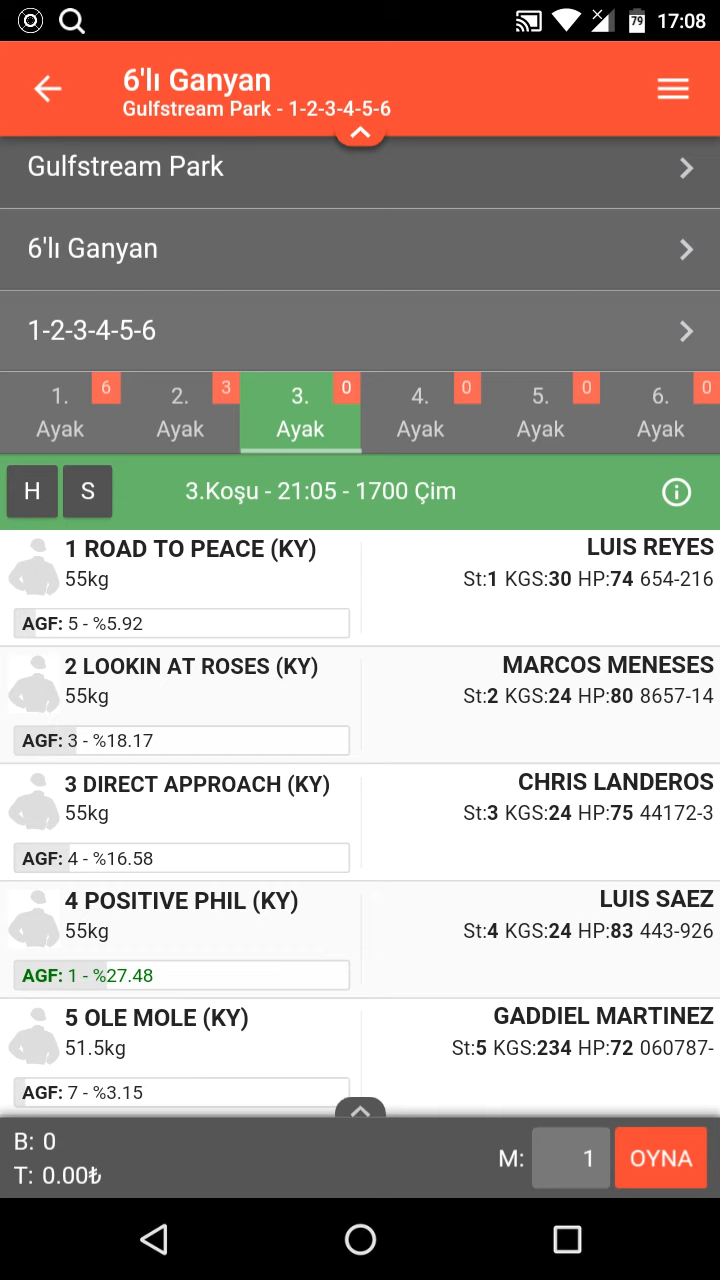 79 17:08
6'lı Ganyan
Gulfstream Park - 1-2-3-4-5-6
Gulfstream Park
6'lı Ganyan
1-2-3-4-5-6
1. Ayak 6
2. Ayak 3
3. Ayak 0
4. Ayak 0
5. Ayak 0
6. Ayak 0
H S 3.Koşu - 21:05 - 1700 Çim
1 ROAD TO PEACE (KY) LUIS REYES
55kg St:1 KGS:30 HP:74 654-216
AGF: 5 - %5.92
2 LOOKIN AT ROSES (KY) MARCOS MENESES
55kg St:2 KGS:24 HP:80 8657-14
AGF: 3 - %18.17
3 DIRECT APPROACH (KY) CHRIS LANDEROS
55kg St:3 KGS:24 HP:75 44172-3
AGF: 4 - %16.58
4 POSITIVE PHIL (KY) LUIS SAEZ
55kg St:4 KGS:24 HP:83 443-926
AGF: 1 - %27.48
5 OLE MOLE (KY) GADDIEL MARTINEZ
51.5kg St:5 KGS:234 HP:72 060787-
AGF: 7 - %3.15
B: 0
T: 0.00₺
M: 1 OYNA